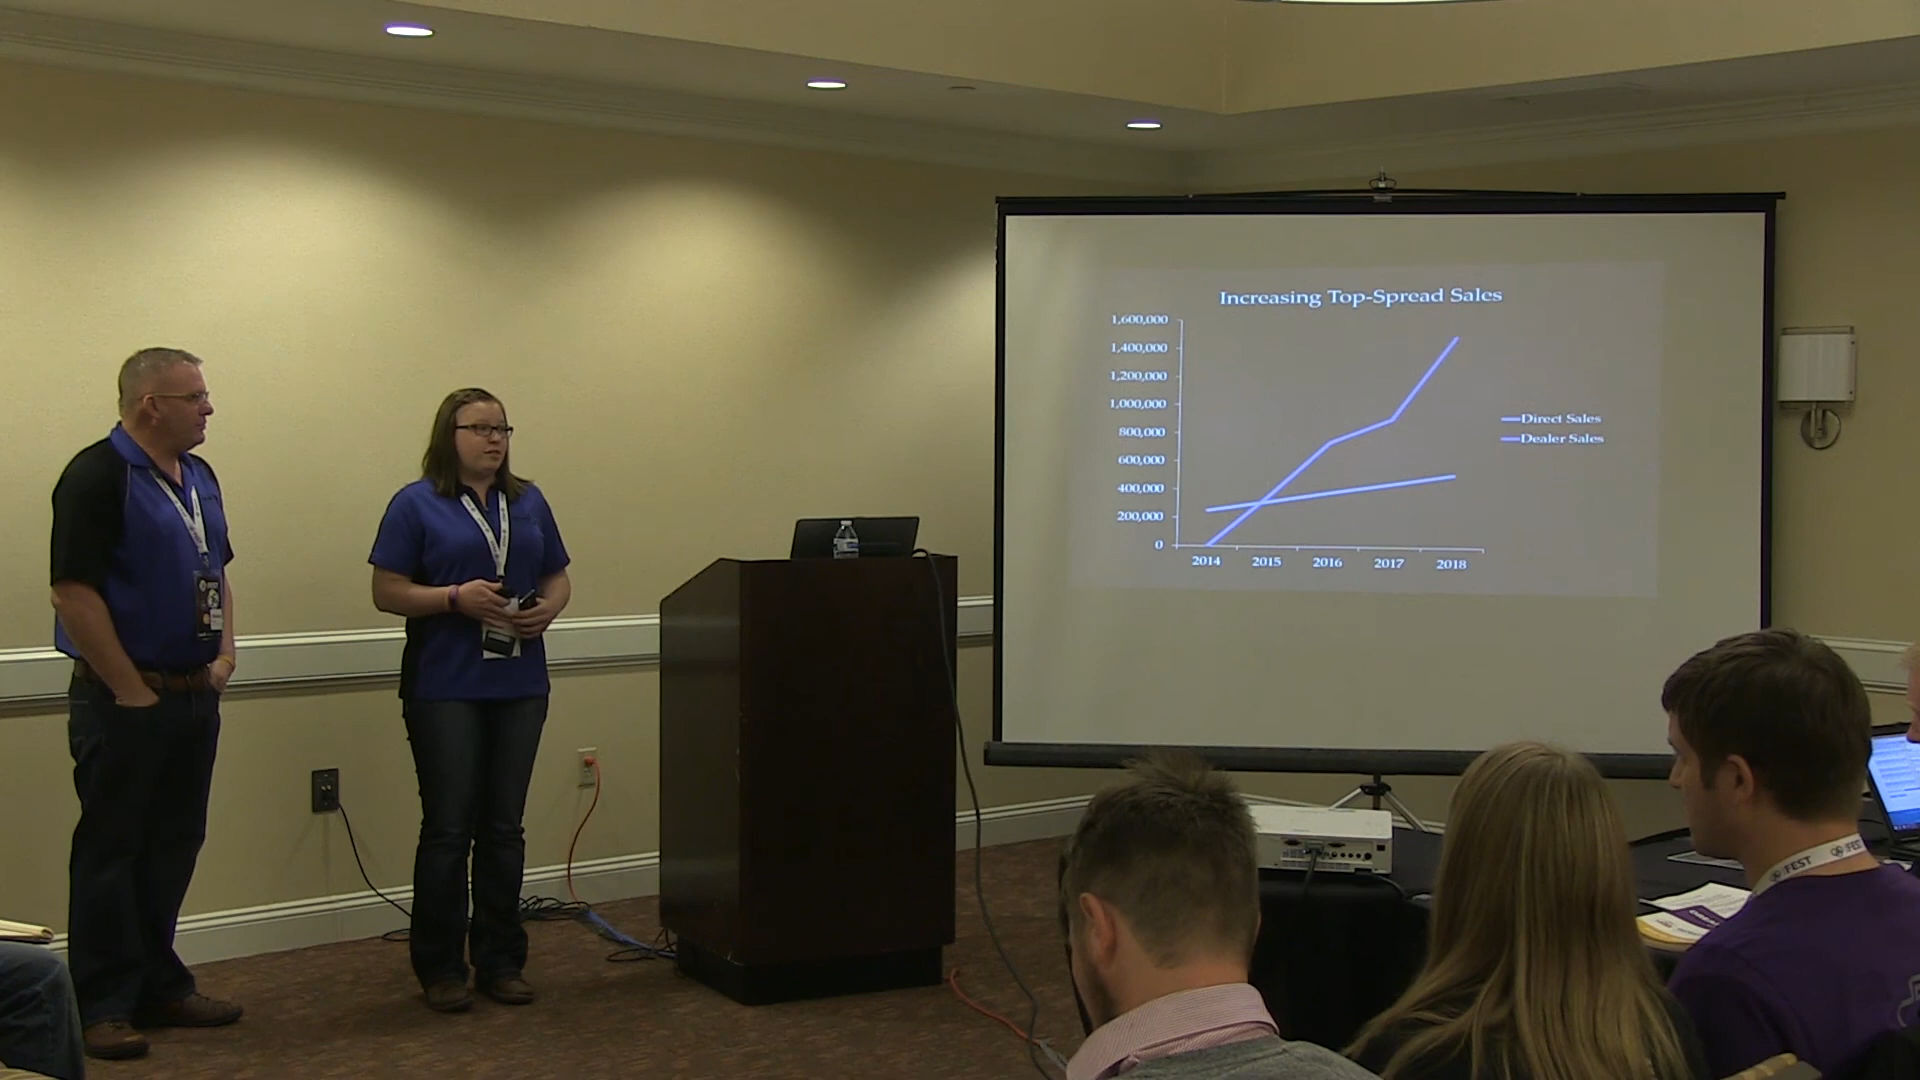 Increasing Top-Spread Sales
1,600,000
1,400,000
1,200,000
1,000,000
800,000
600,000
400,000
200,000
0
2014 2015 2016 2017 2018
Direct Sales
Dealer Sales
FEST